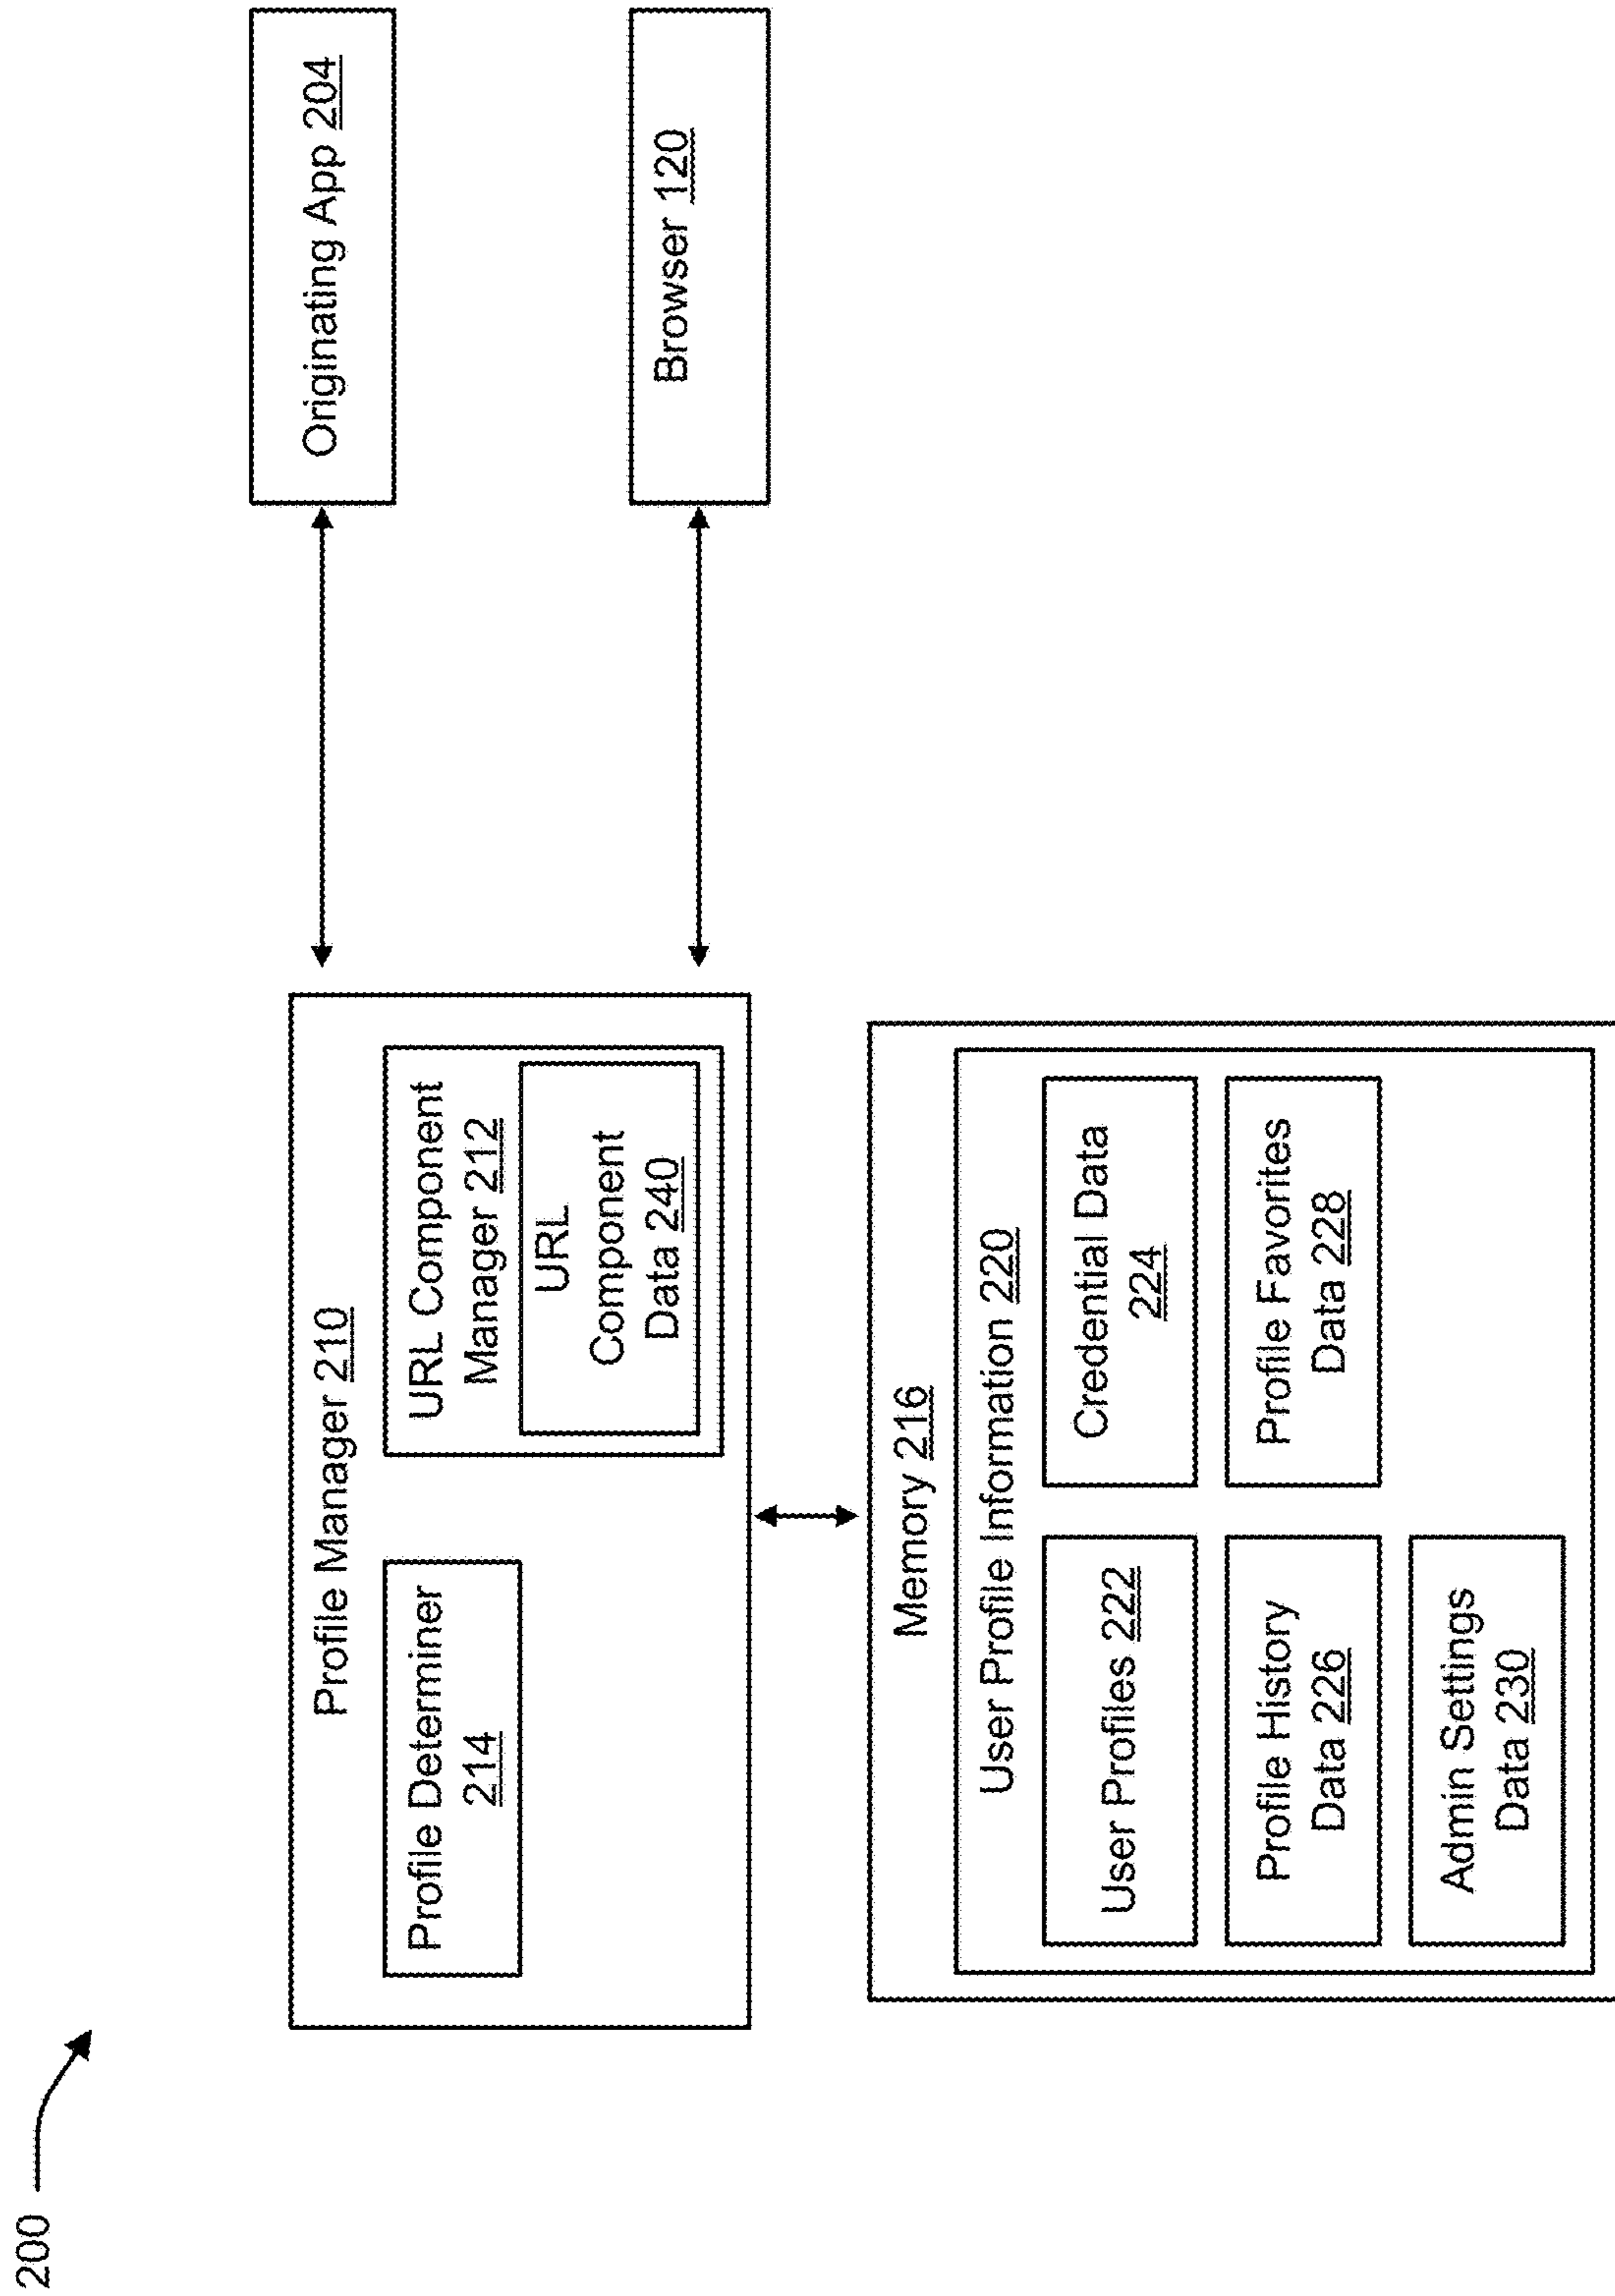 200
Profile Manager 210
Profile Determiner
214
URL Component
Manager 212
URL
Component
Data 240
Originating App 204
Browser 120
Memory 216
User Profile Information 220
User Profiles 222
Credential Data
224
Profile History
Data 226
Profile Favorites
Data 228
Admin Settings
Data 230